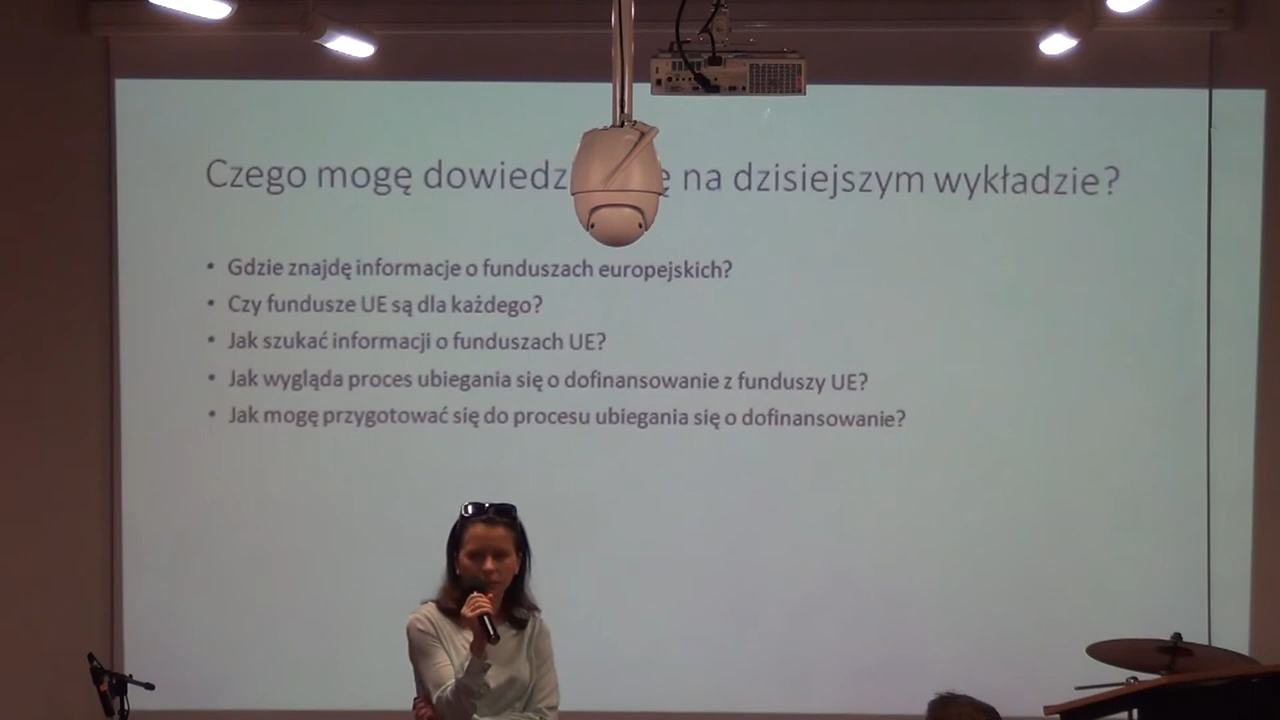 Czego mogę dowiedz na dzisiejszym wykładzie?
• Gdzie znajdę informacje o funduszach europejskich?
• Czy fundusze UE są dla każdego?
• Jak szukać informacji o funduszach UE?
• Jak wygląda proces ubiegania się o dofinansowanie z funduszy UE?
• Jak mogę przygotować się do procesu ubiegania się o dofinansowanie?